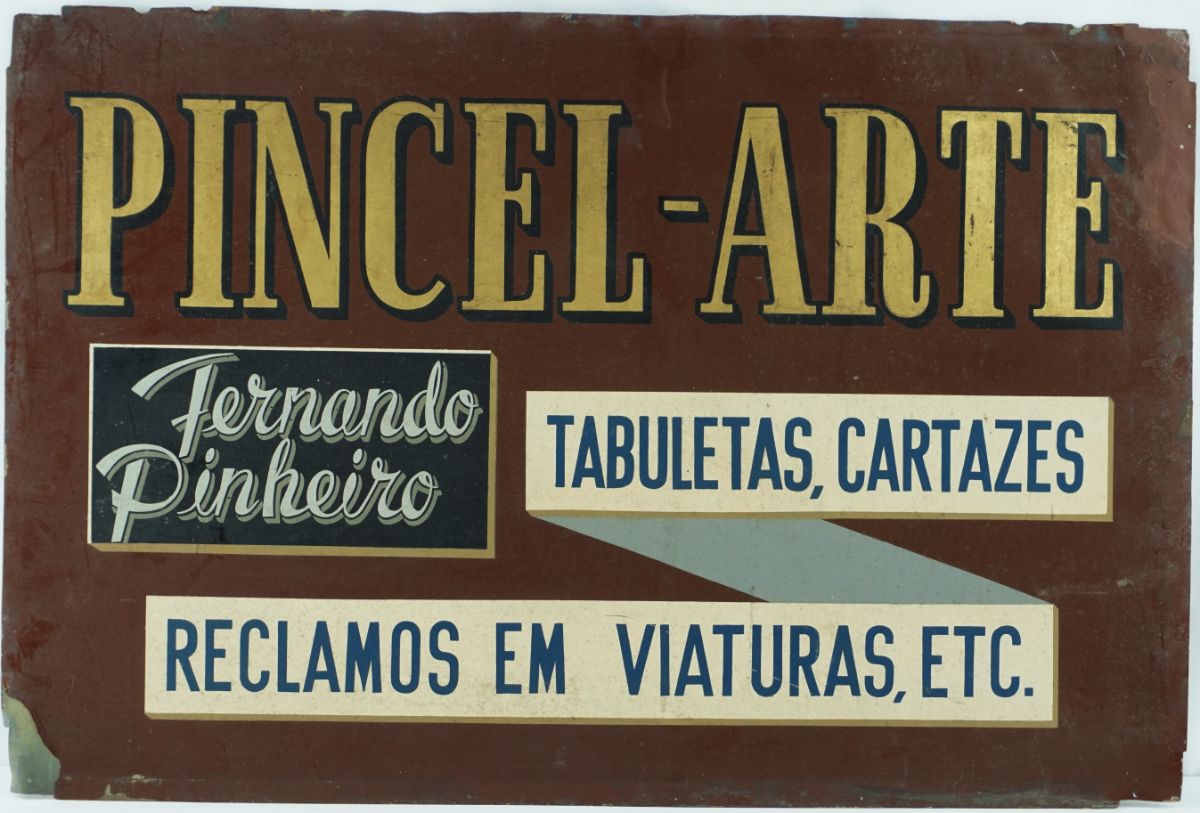 PINCEL-ARTE
Fernando
Pinheiro
TABULETAS, CARTAZES
RECLAMOS EM VIATURAS, ETC.